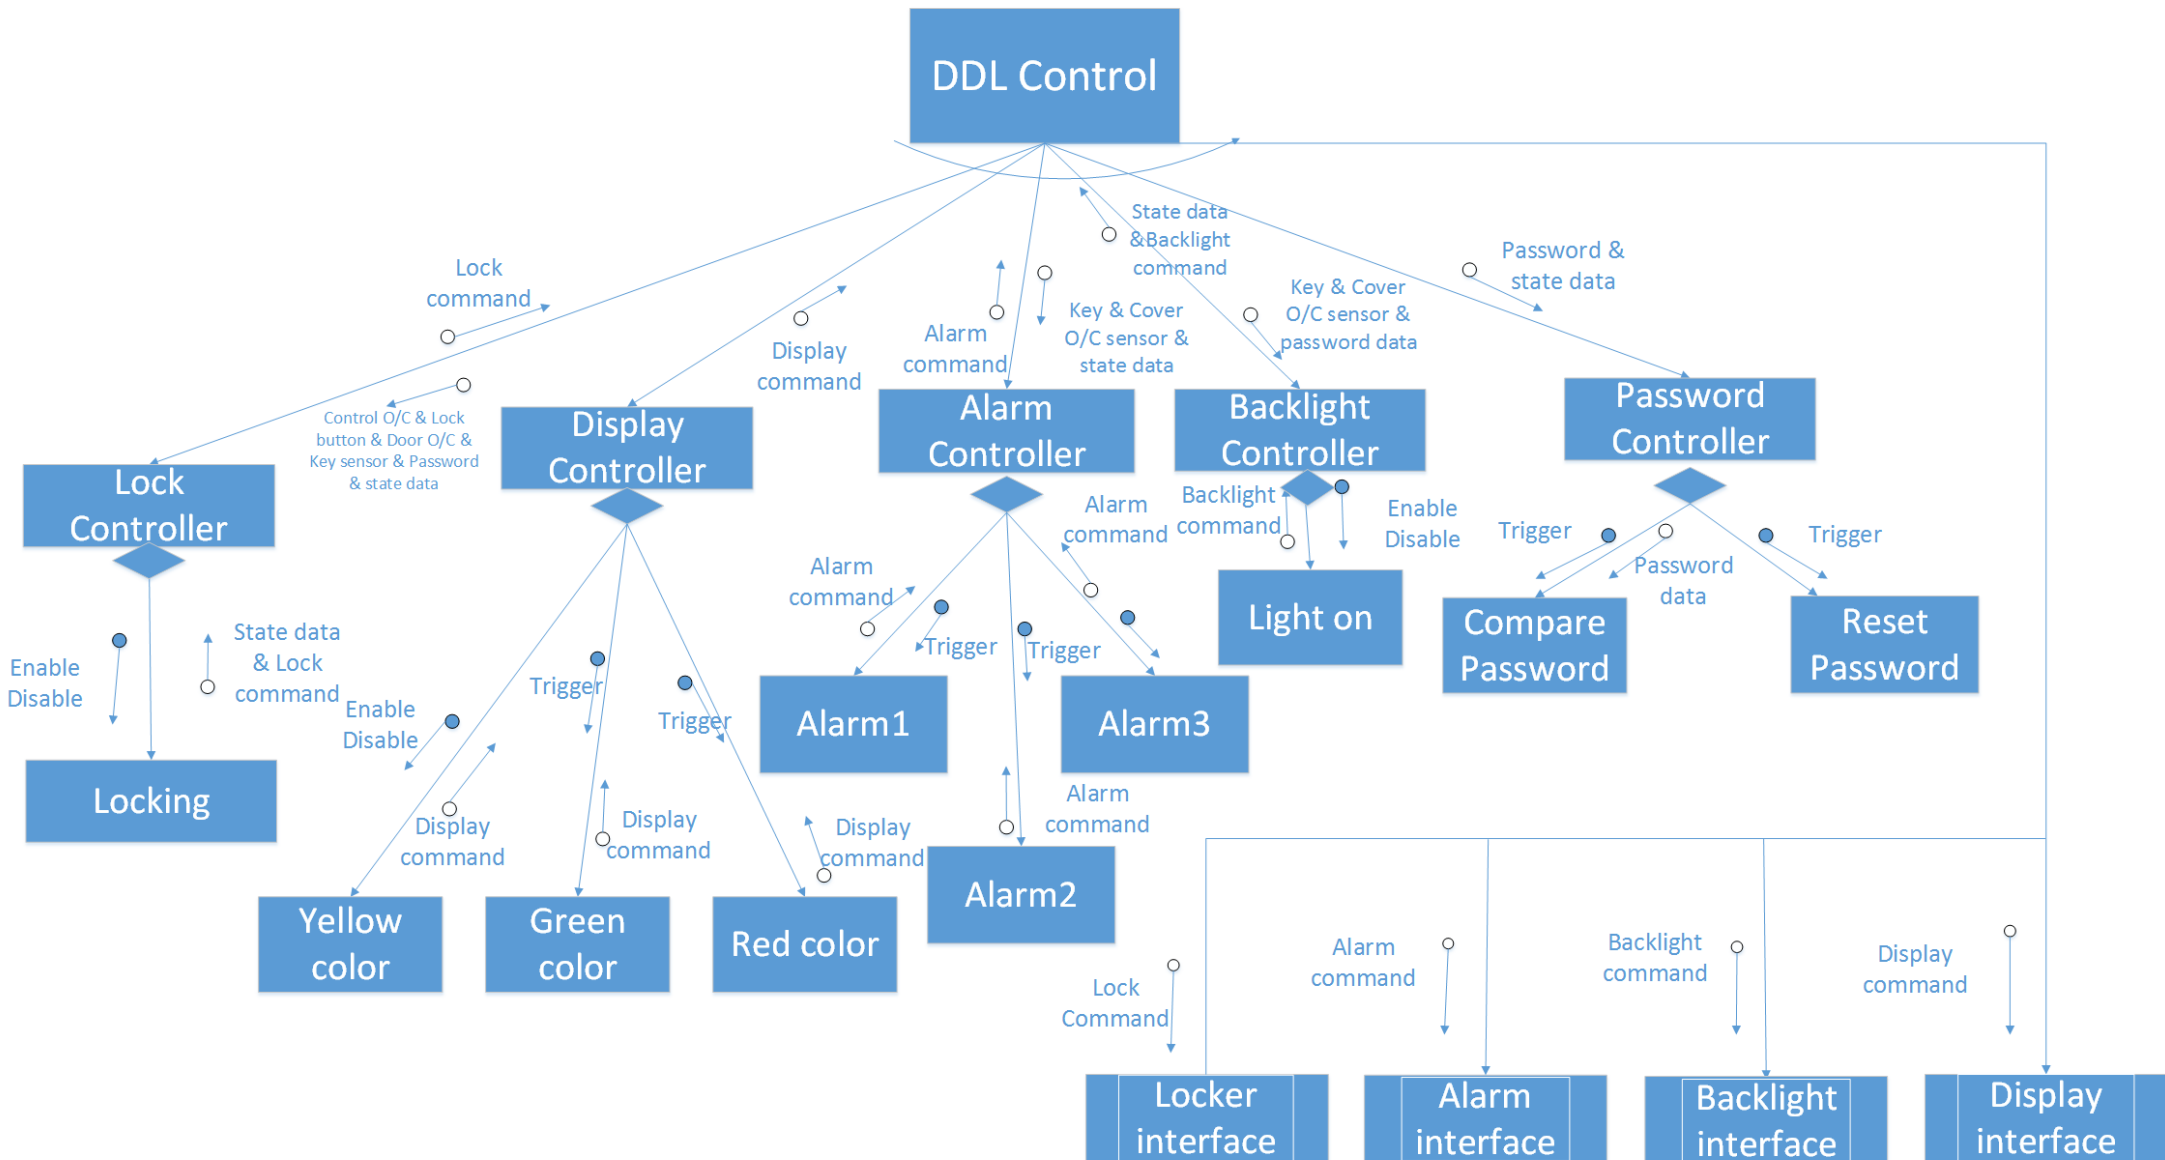 DDL Control
State data
&Backlight
command
Password &
state data
Lock
command
Key & Cover
O/C sensor &
password data
Key & Cover
O/C sensor &
state data
Alarm
command
Display
command
Control O/C & Lock
button & Door O/C &
Key sensor & Password
& state data
Lock
Controller
Display
Controller
Alarm
Controller
Backlight
Controller
Password
Controller
Backlight
command
Alarm
command
Enable
Disable
Trigger
Trigger
Alarm
command
Password
data
Light on
Compare
Password
Reset
Password
Enable
Disable
State data
& Lock
command
Trigger
Trigger
Trigger
Trigger
Enable
Disable
Alarm1
Alarm3
Locking
Display
command
Display
command
Display
command
Alarm
command
Alarm2
Yellow
color
Green
color
Red color
Lock
Command
Alarm
command
Backlight
command
Display
command
Locker
interface
Alarm
interface
Backlight
interface
Display
interface